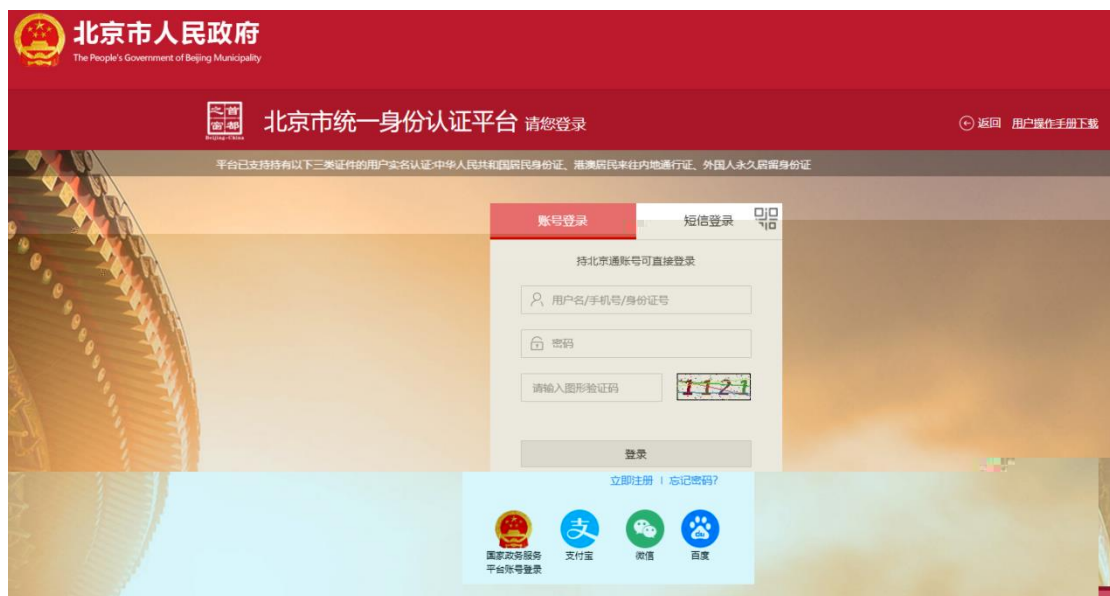 北京市人民政府
The People's Government of Beijing Municipality
首都之窗
Beijing-China
北京市统一身份认证平台 请您登录
返回 用户操作手册下载
平台已支持持有以下三类证件的用户实名认证:中华人民共和国居民身份证、港澳居民来往内地通行证、外国人永久居留身份证
账号登录 短信登录
持北京通账号可直接登录
用户名/手机号/身份证号
密码
请输入图形验证码 1121
登录
立即注册 | 忘记密码?
国家政务服务
平台账号登录
支付宝
微信
百度